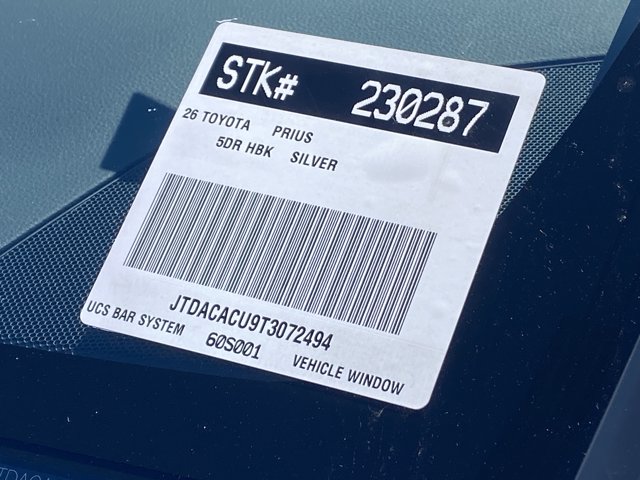 STK# 230287
26 TOYOTA PRIUS
5DR HBK SILVER
JTDACACU9T3072494
UCS BAR SYSTEM 60S001 VEHICLE WINDOW